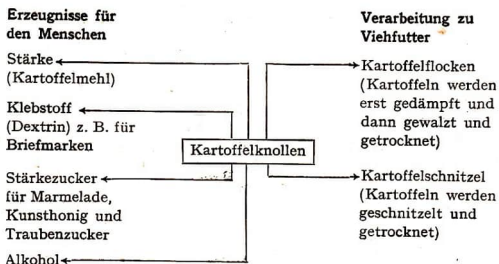 Erzeugnisse für
den Menschen
Stärke
(Kartoffelmehl)
Klebstoff
(Dextrin) z. B. für
Briefmarken
Stärkezucker
für Marmelade,
Kunsthonig und
Traubenzucker
Alkohol
Kartoffelknollen
Verarbeitung zu
Viehfutter
Kartoffelflocken
(Kartoffeln werden
erst gedämpft und
dann gewalzt und
getrocknet)
Kartoffelschnitzel
(Kartoffeln werden
geschnitzelt und
getrocknet)